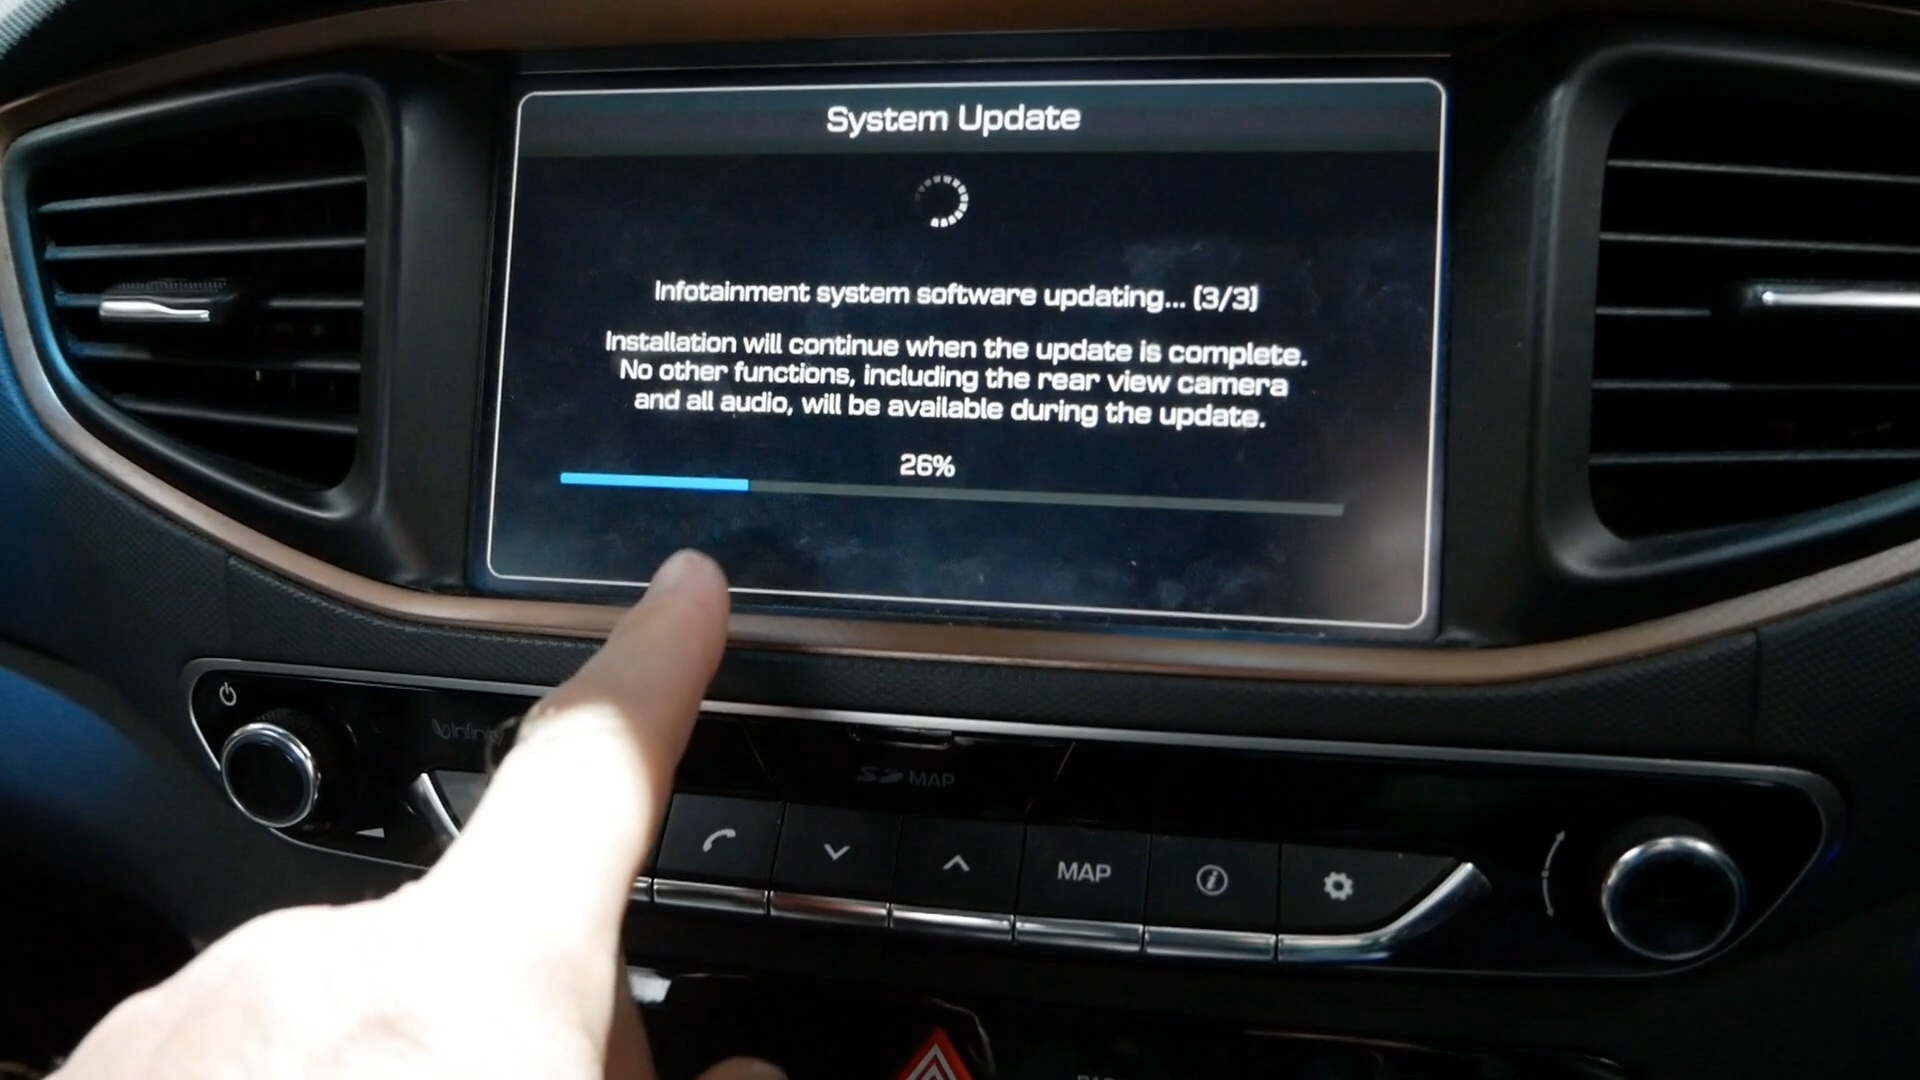 System Update
Infotainment system software updating... (3/3)
Installation will continue when the update is complete.
No other functions, including the rear view camera
and all audio, will be available during the update.
26%
SD MAP
MAP